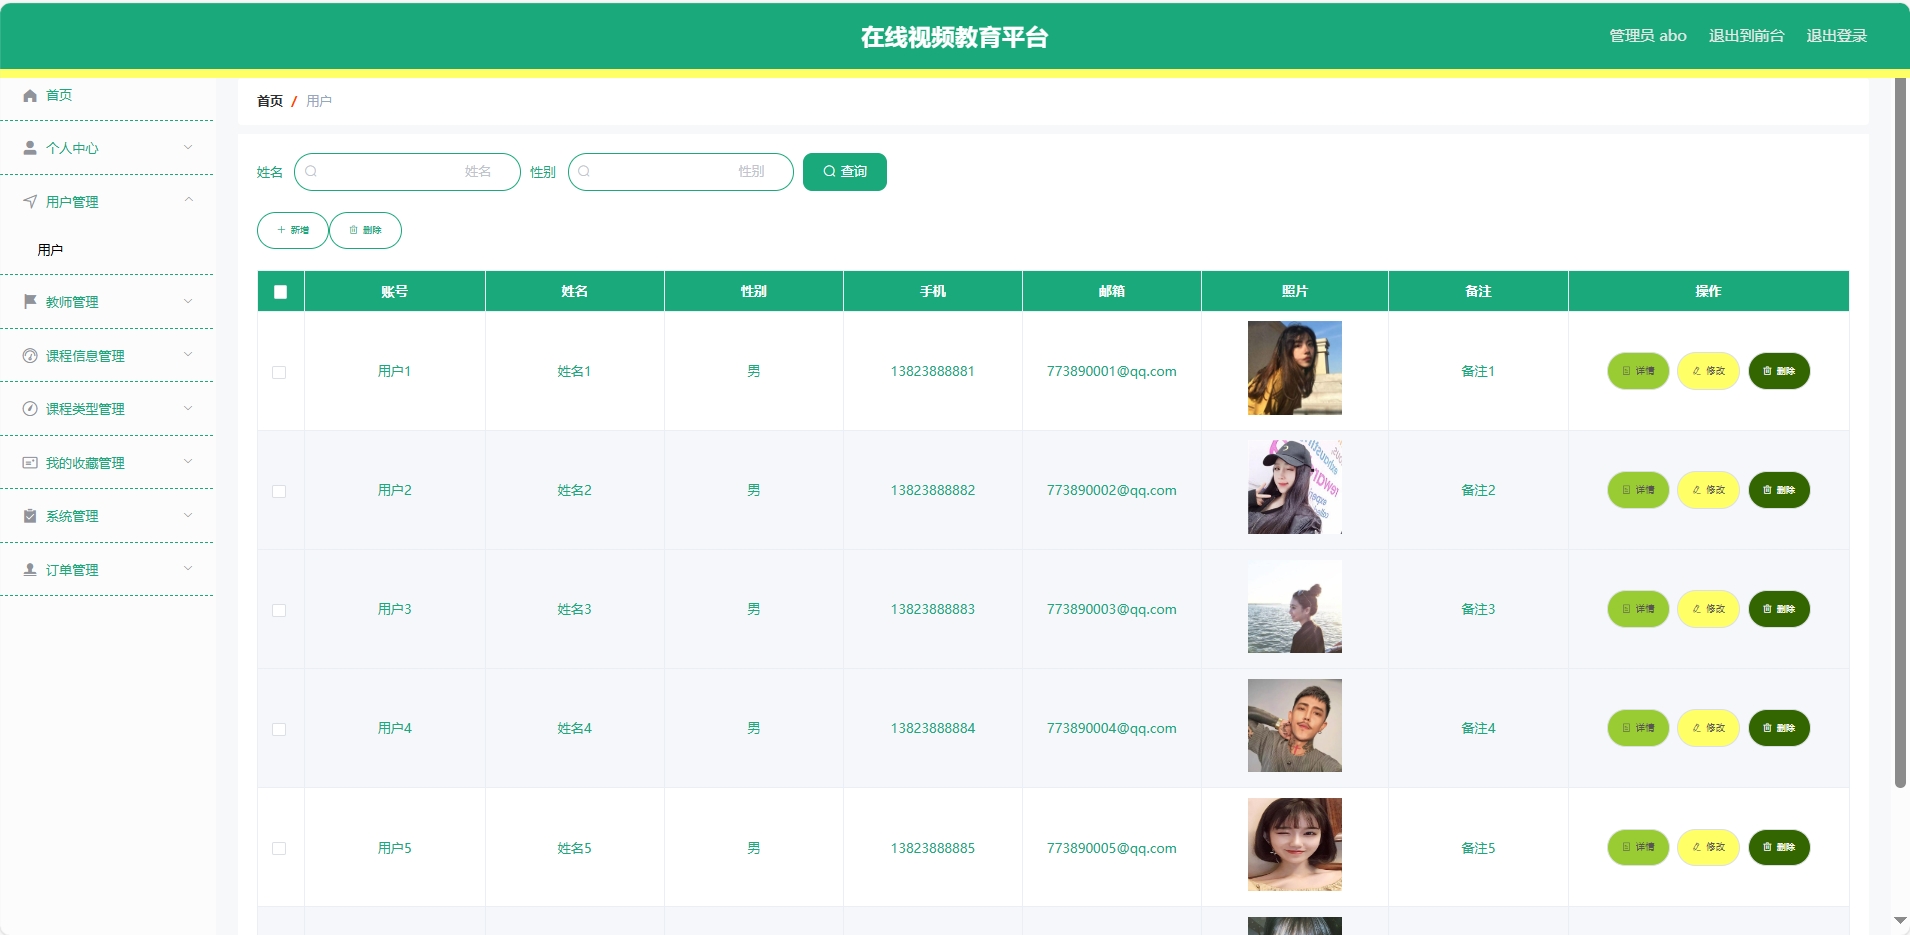 在线视频教育平台
管理员 abo 退出到前台 退出登录
首页
个人中心
用户管理
用户
教师管理
课程信息管理
课程类型管理
我的收藏管理
系统管理
订单管理
首页 / 用户
姓名 姓名 性别 性别 查询
新增 删除
账号 姓名 性别 手机 邮箱 照片 备注 操作
用户1 姓名1 男 13823888881 773890001@qq.com 备注1 详情 修改 删除
用户2 姓名2 男 13823888882 773890002@qq.com 备注2 详情 修改 删除
用户3 姓名3 男 13823888883 773890003@qq.com 备注3 详情 修改 删除
用户4 姓名4 男 13823888884 773890004@qq.com 备注4 详情 修改 删除
用户5 姓名5 男 13823888885 773890005@qq.com 备注5 详情 修改 删除